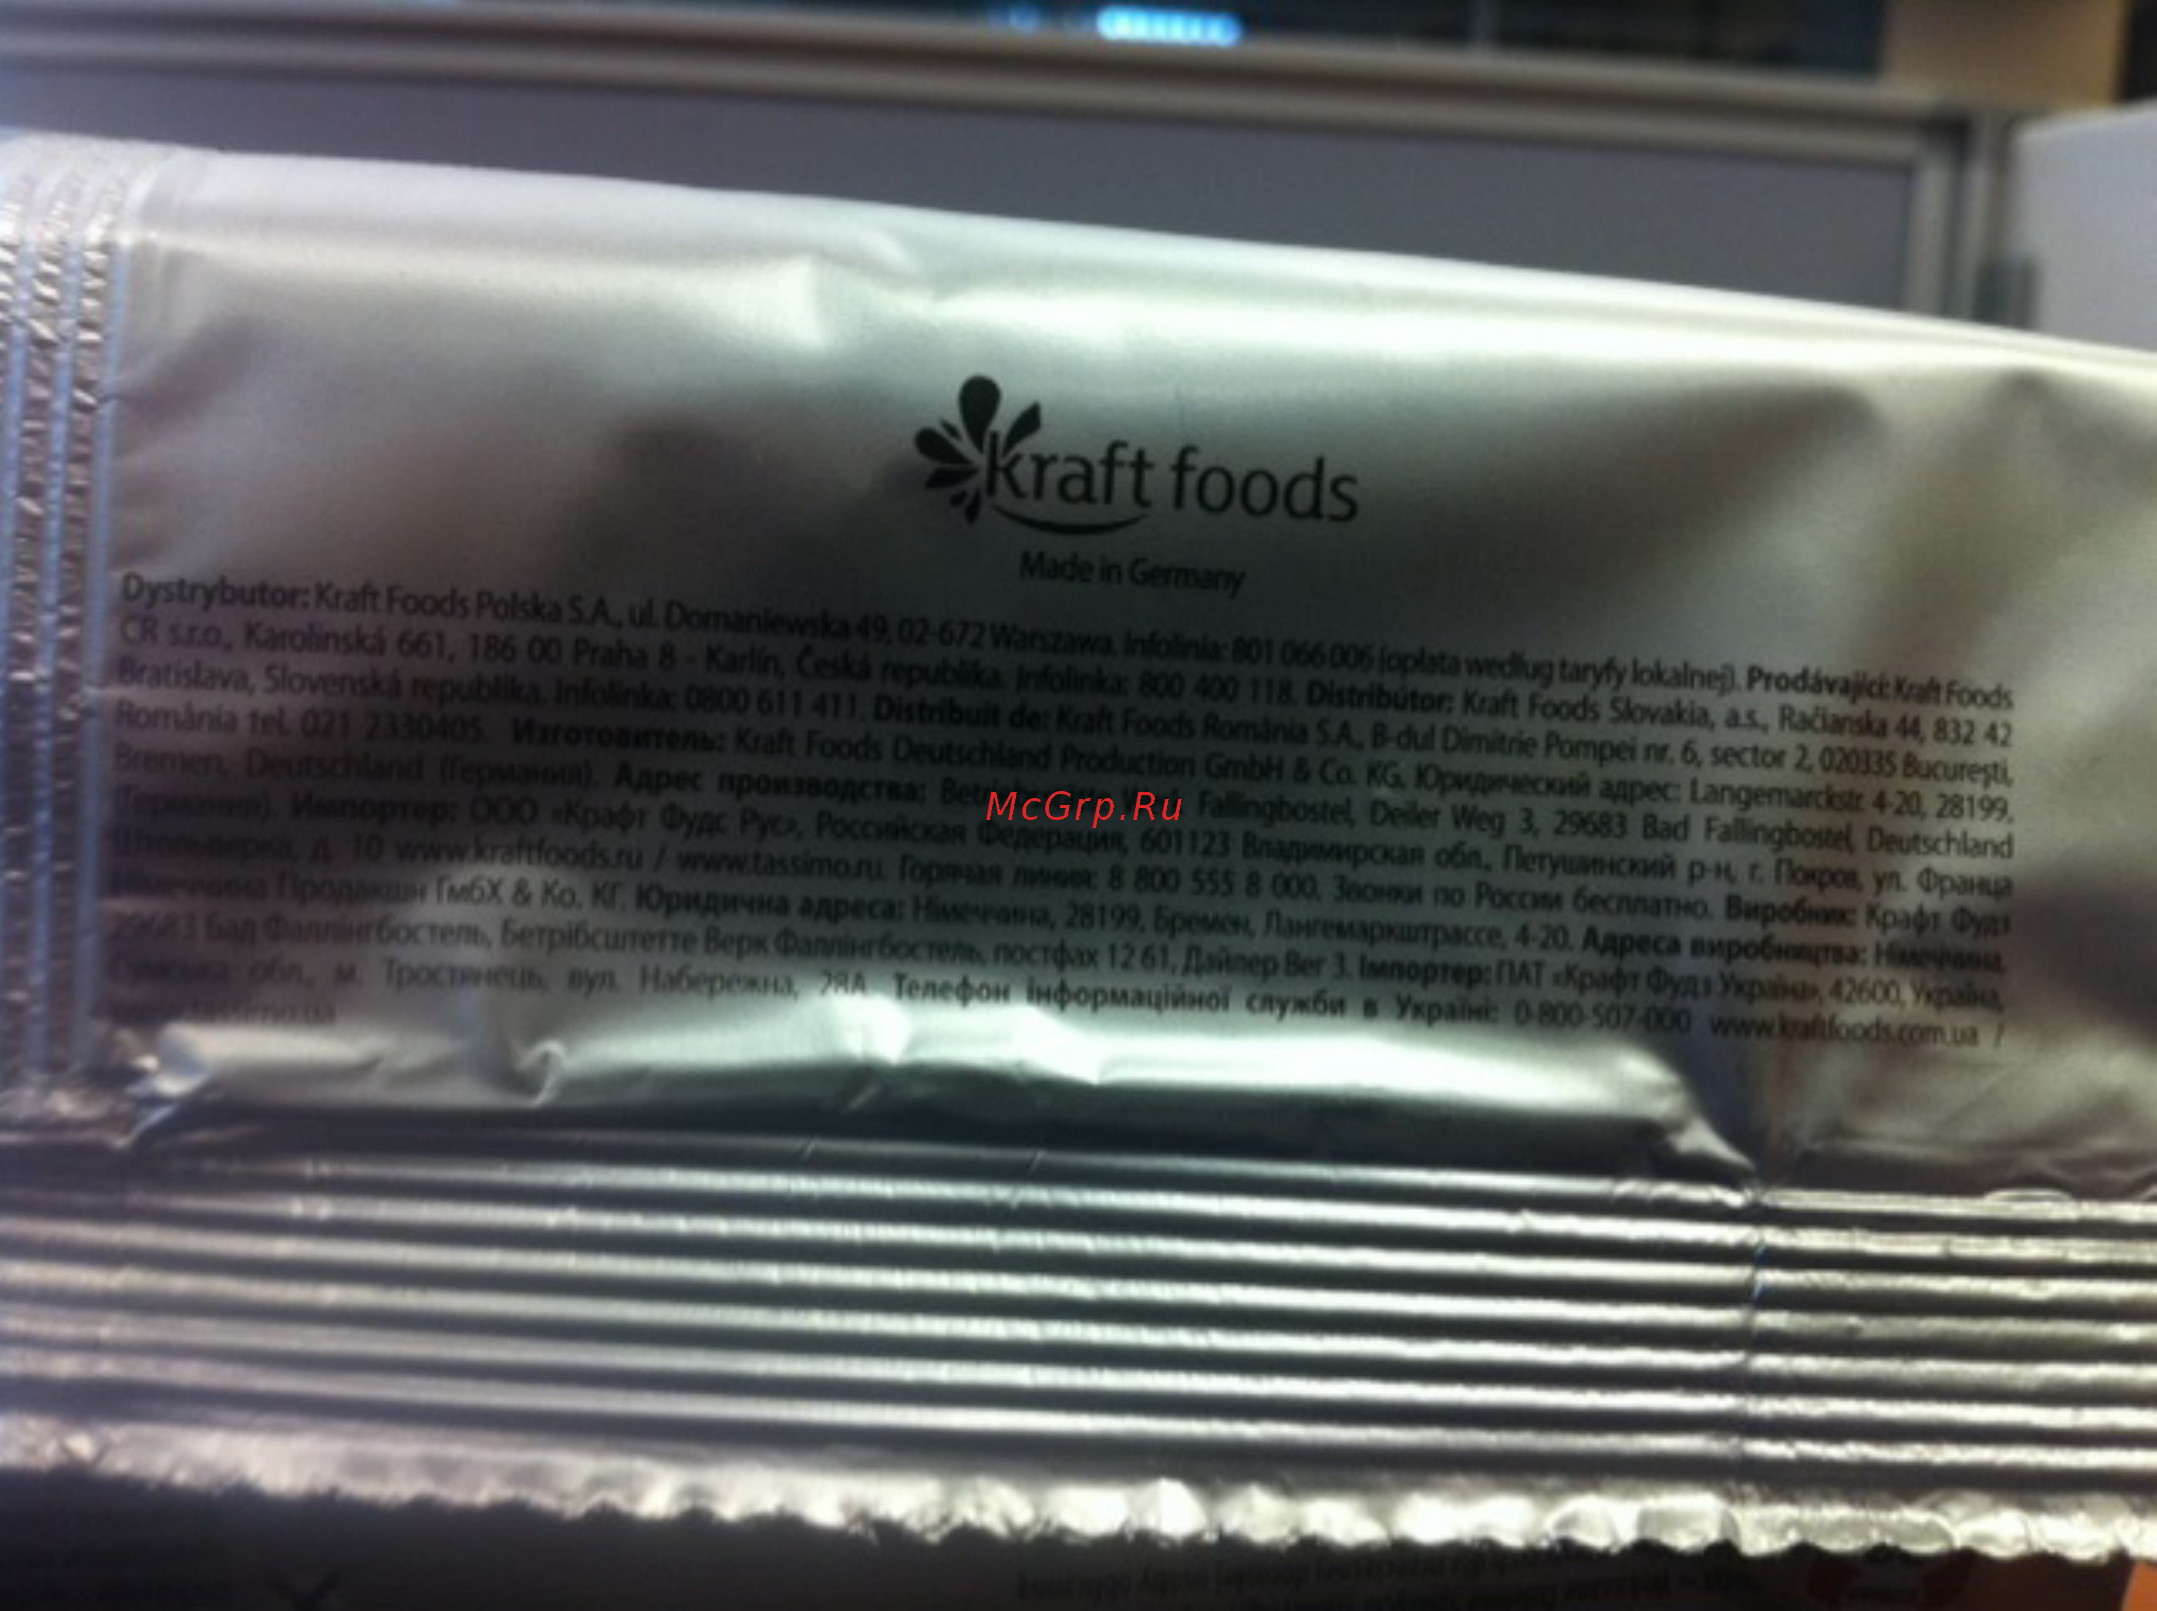 kraft foods
Made in Germany
Dystrybutor: Kraft Foods Polska S.A., ul. Domaniewska 49, 02-672 Warszawa. Infolinia: 801 066 006 (opłata według taryfy lokalnej). Prodávající: Kraft Foods
CR s.r.o., Karolinská 661, 186 00 Praha 8 - Karlín, Česká republika. Infolinka: 800 400 118. Distribútor: Kraft Foods Slovakia, a.s., Račianska 44, 832 42
Bratislava, Slovenská republika. Infolinka: 0800 611 411. Distribuit de: Kraft Foods România S.A., B-dul Dimitrie Pompei nr. 6, sector 2, 020335 Bucureşti,
România tel. 021 2330405. Изготовитель: Kraft Foods Deutschland Production GmbH & Co. KG. Юридический адрес: Langemarckstr. 4-20, 28199,
Bremen, Deutschland (Германия). Адрес производства: Fallingbostel, Deiler Weg 3, 29683 Bad Fallingbostel, Deutschland
(Германия). Импортер: ООО «Крафт Фудс Рус», Российская Федерация, 601123 Владимирская обл., Петушинский р-н, г. Покров, ул. Франца
Штольверка, д. 10 www.kraftfoods.ru / www.tassimo.ru. Горячая линия: 8 800 555 8 000. Звонки по России бесплатно. Виробник: Крафт Фудз
Продакшн ГмбХ & Ко. КГ. Юридична адреса: Німеччина, 28199, Бремен, Лангемаркштрассе, 4-20. Адреса виробництва: Німеччина,
29683 Бад Фаллінгбостель, Бетрібсштетте Верк Фаллінгбостель, постфах 12 61, Дайлер Вег 3. Імпортер: ПАТ «Крафт Фудз Україна», 42600, Україна,
Сумська обл., м. Тростянець, вул. Набережна, 28А. Телефон інформаційної служби в Україні: 0-800-507-000 www.kraftfoods.com.ua /
www.tassimo.ua
McGrp.Ru